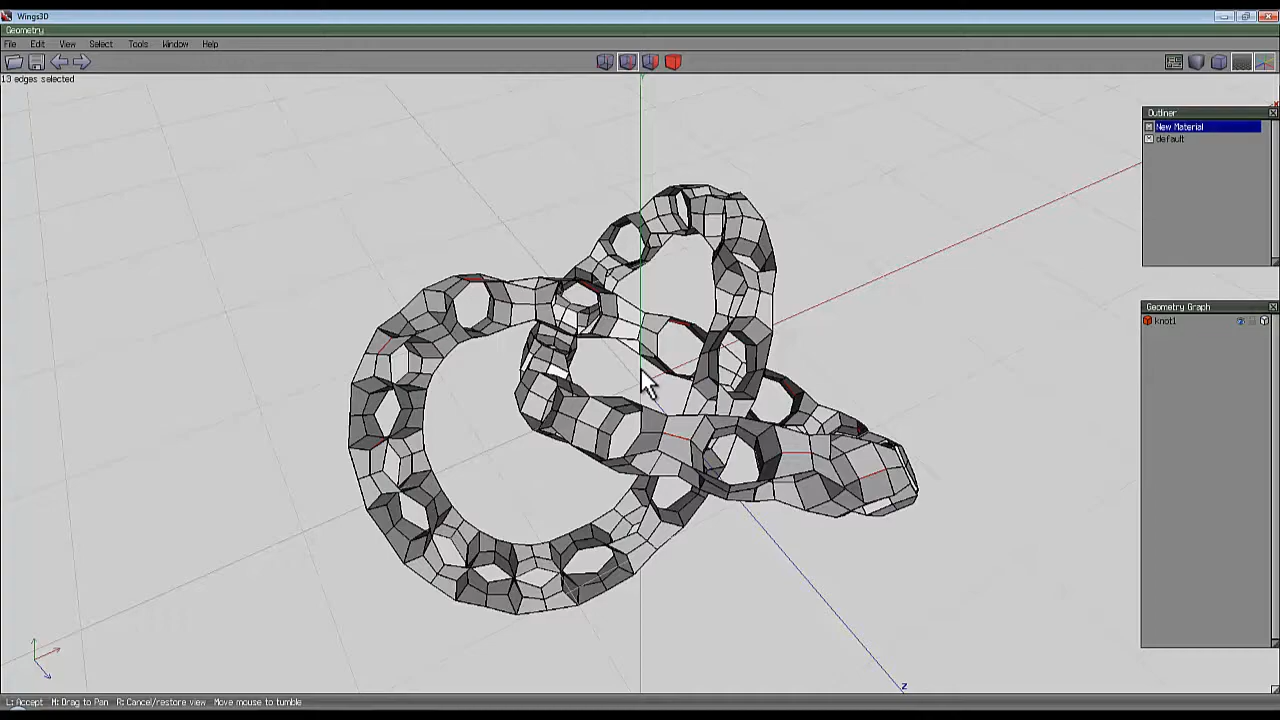 Wings3D
Geometry
File Edit View Select Tools Window Help
13 edges selected
Outliner
New Material
default
Geometry Graph
knot1
Z
L: Accept M: Drag to Pan R: Cancel/restore view Move mouse to tumble